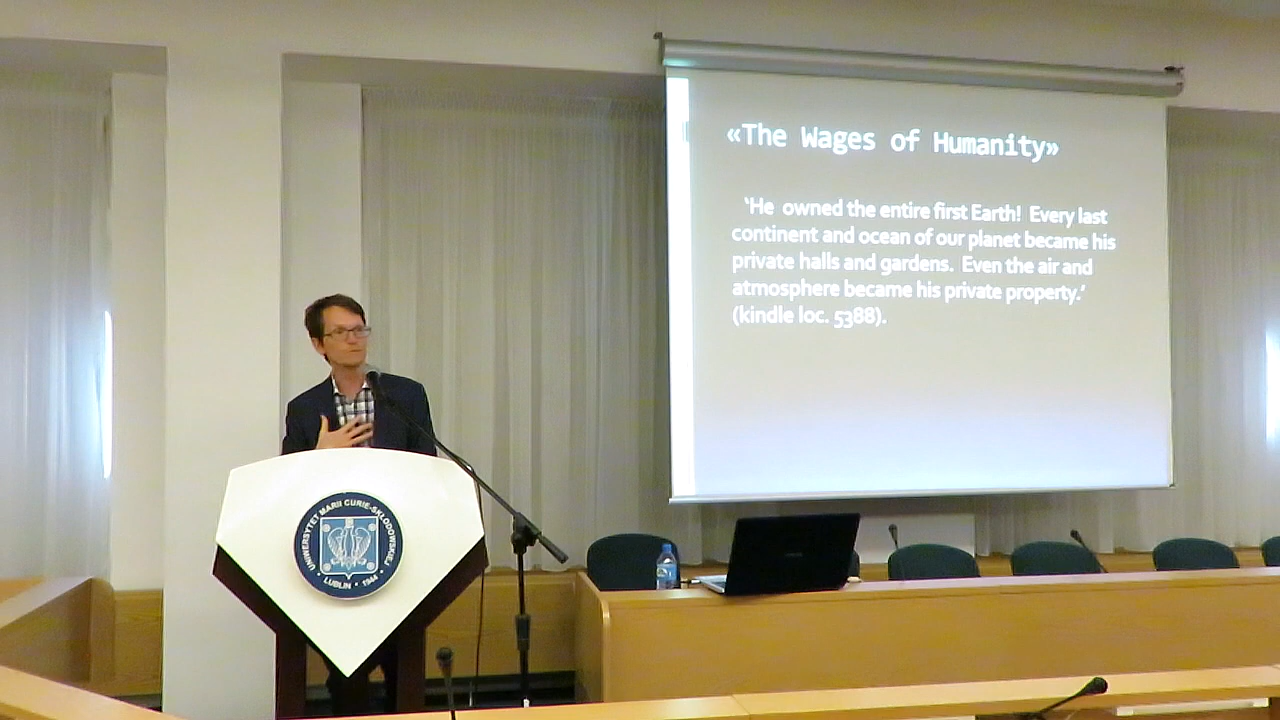 «The Wages of Humanity»
‘He owned the entire first Earth! Every last
continent and ocean of our planet became his
private halls and gardens. Even the air and
atmosphere became his private property.’
(kindle loc. 5388).
UNIWERSYTET MARII CURIE-SKŁODOWSKIEJ
• LUBLIN • 1944 •